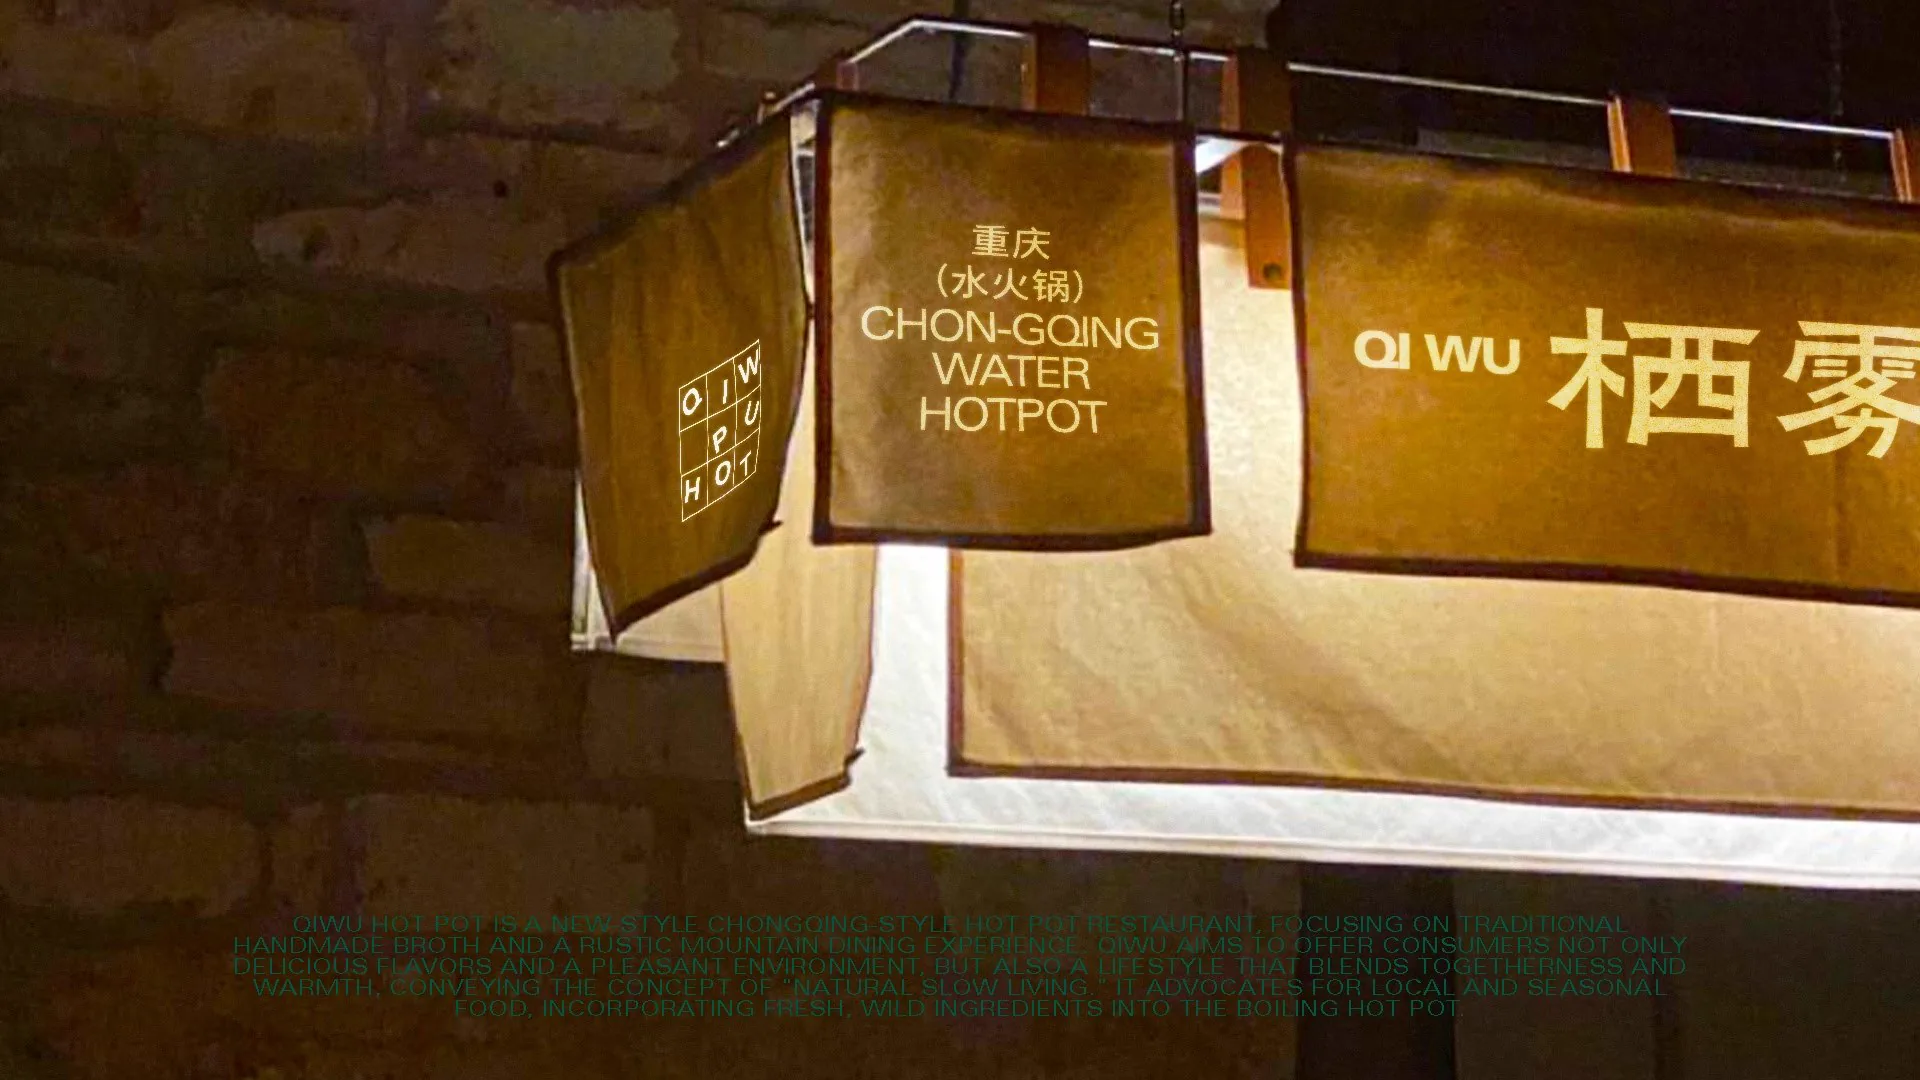 重庆
(水火锅)
CHON-GQING
WATER
HOTPOT
QI WU 栖雾
Q I W
P U
H O T
QIWU HOT POT IS A NEW-STYLE CHONGQING-STYLE HOT POT RESTAURANT, FOCUSING ON TRADITIONAL
HANDMADE BROTH AND A RUSTIC MOUNTAIN DINING EXPERIENCE. QIWU AIMS TO OFFER CONSUMERS NOT ONLY
DELICIOUS FLAVORS AND A PLEASANT ENVIRONMENT, BUT ALSO A LIFESTYLE THAT BLENDS TOGETHERNESS AND
WARMTH, CONVEYING THE CONCEPT OF "NATURAL SLOW LIVING." IT ADVOCATES FOR LOCAL AND SEASONAL
FOOD, INCORPORATING FRESH, WILD INGREDIENTS INTO THE BOILING HOT POT.